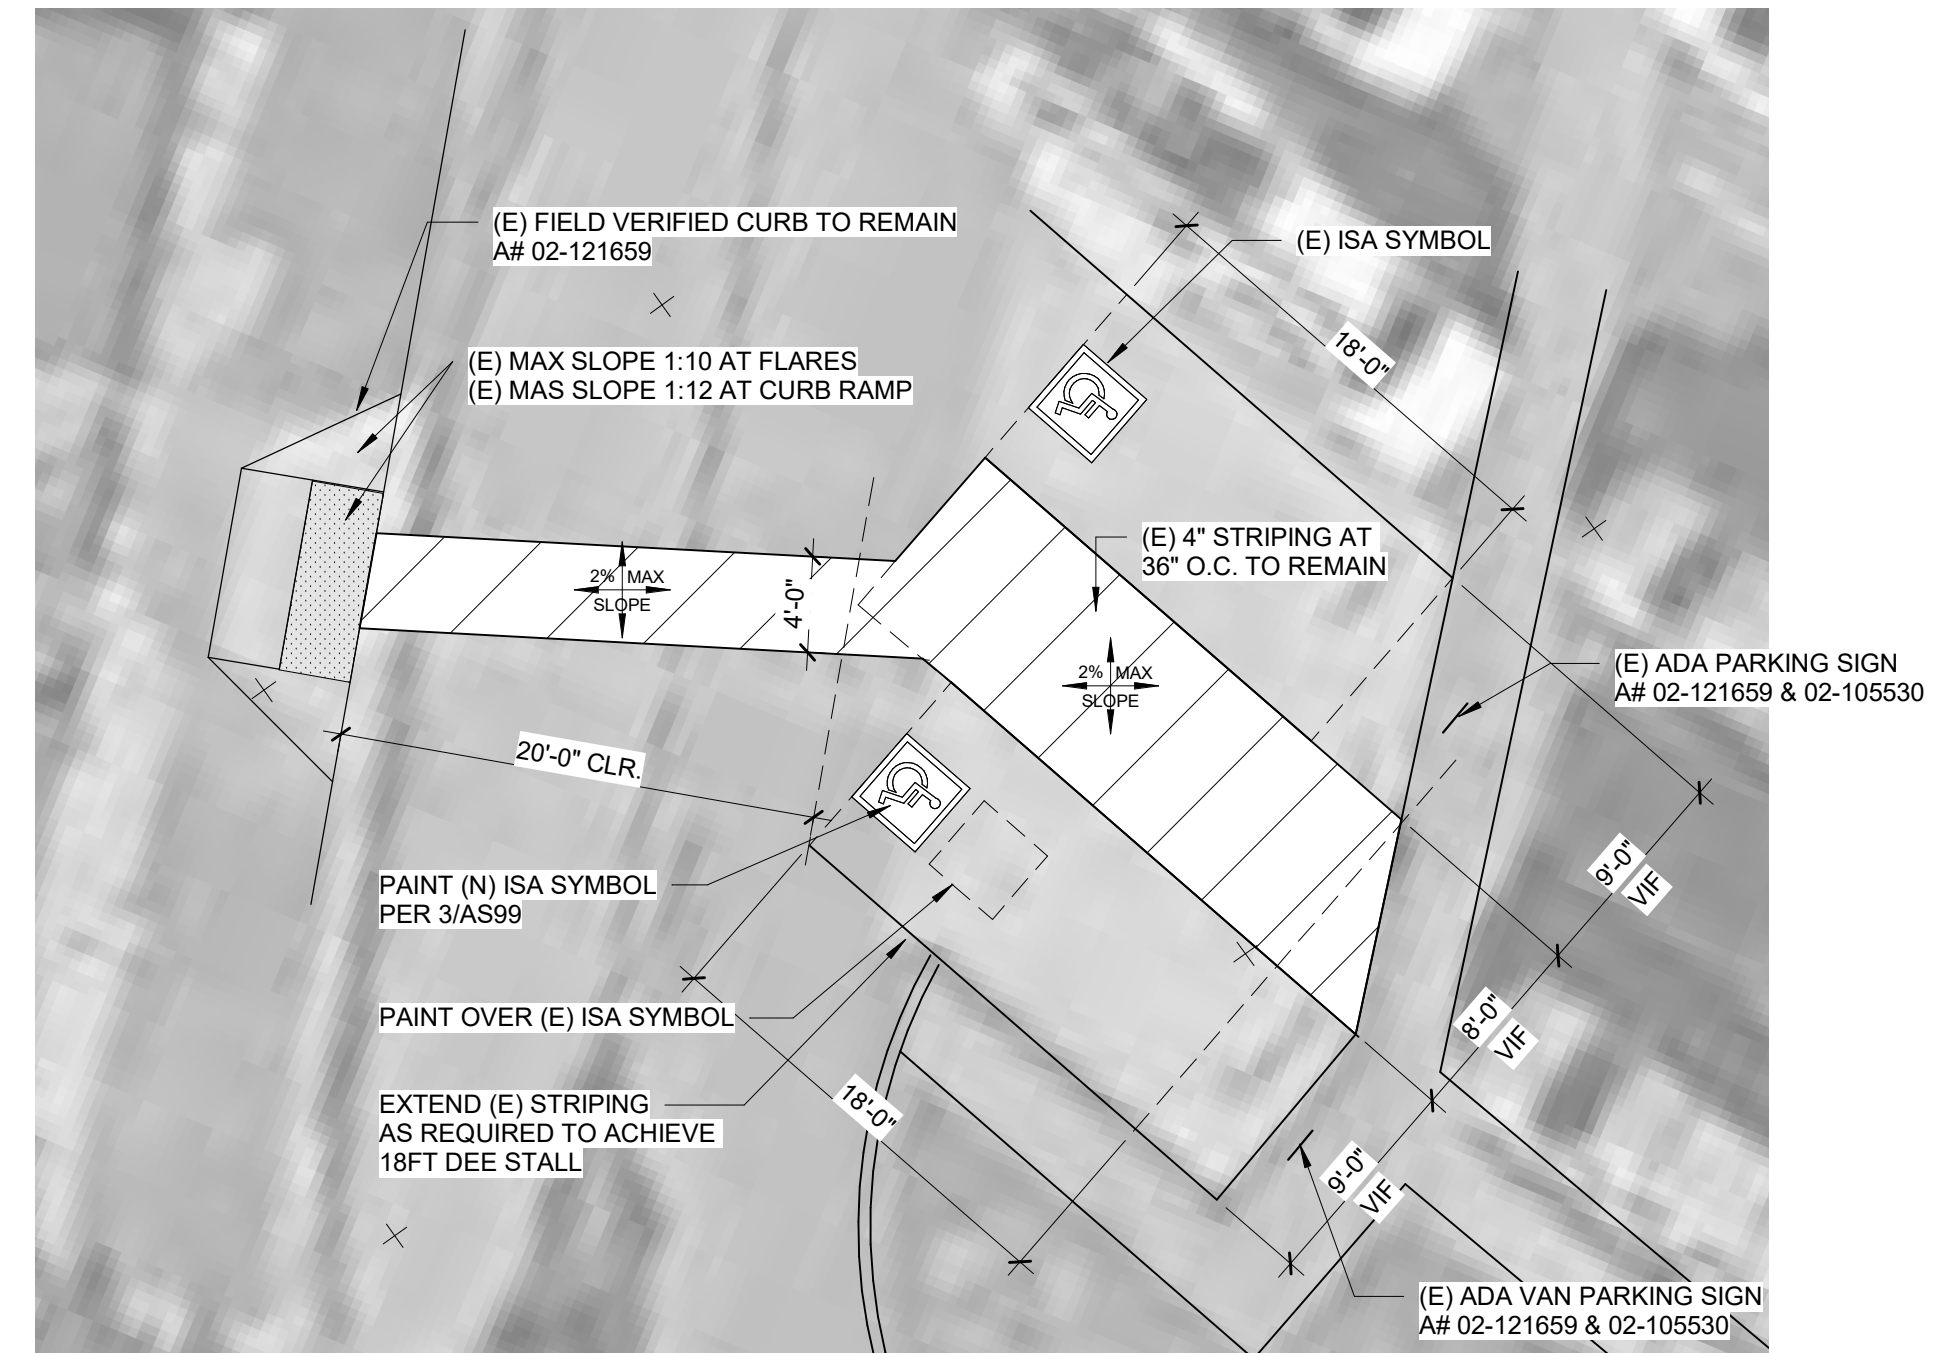 (E) FIELD VERIFIED CURB TO REMAIN
A# 02-121659
(E) ISA SYMBOL
18'-0"
(E) MAX SLOPE 1:10 AT FLARES
(E) MAS SLOPE 1:12 AT CURB RAMP
(E) 4" STRIPING AT
36" O.C. TO REMAIN
2% MAX
SLOPE
4'-0"
2% MAX
SLOPE
(E) ADA PARKING SIGN
A# 02-121659 & 02-105530
20'-0" CLR.
9'-0"
VIF
PAINT (N) ISA SYMBOL
PER 3/AS99
PAINT OVER (E) ISA SYMBOL
8'-0"
VIF
EXTEND (E) STRIPING
AS REQUIRED TO ACHIEVE
18FT DEE STALL
18'-0"
9'-0"
VIF
(E) ADA VAN PARKING SIGN
A# 02-121659 & 02-105530